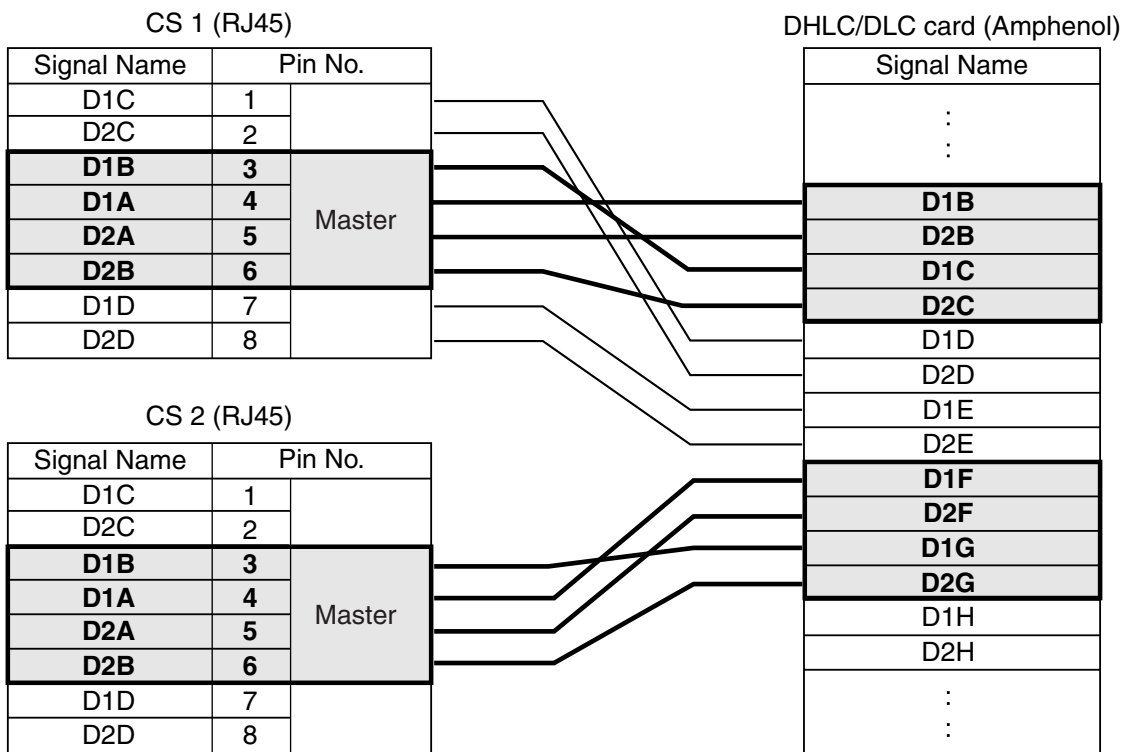 CS 1 (RJ45)
Signal Name Pin No.
D1C 1
D2C 2
D1B 3
D1A 4
Master
D2A 5
D2B 6
D1D 7
D2D 8
CS 2 (RJ45)
Signal Name Pin No.
D1C 1
D2C 2
D1B 3
D1A 4
Master
D2A 5
D2B 6
D1D 7
D2D 8
DHLC/DLC card (Amphenol)
Signal Name
:
:
D1B
D2B
D1C
D2C
D1D
D2D
D1E
D2E
D1F
D2F
D1G
D2G
D1H
D2H
:
: